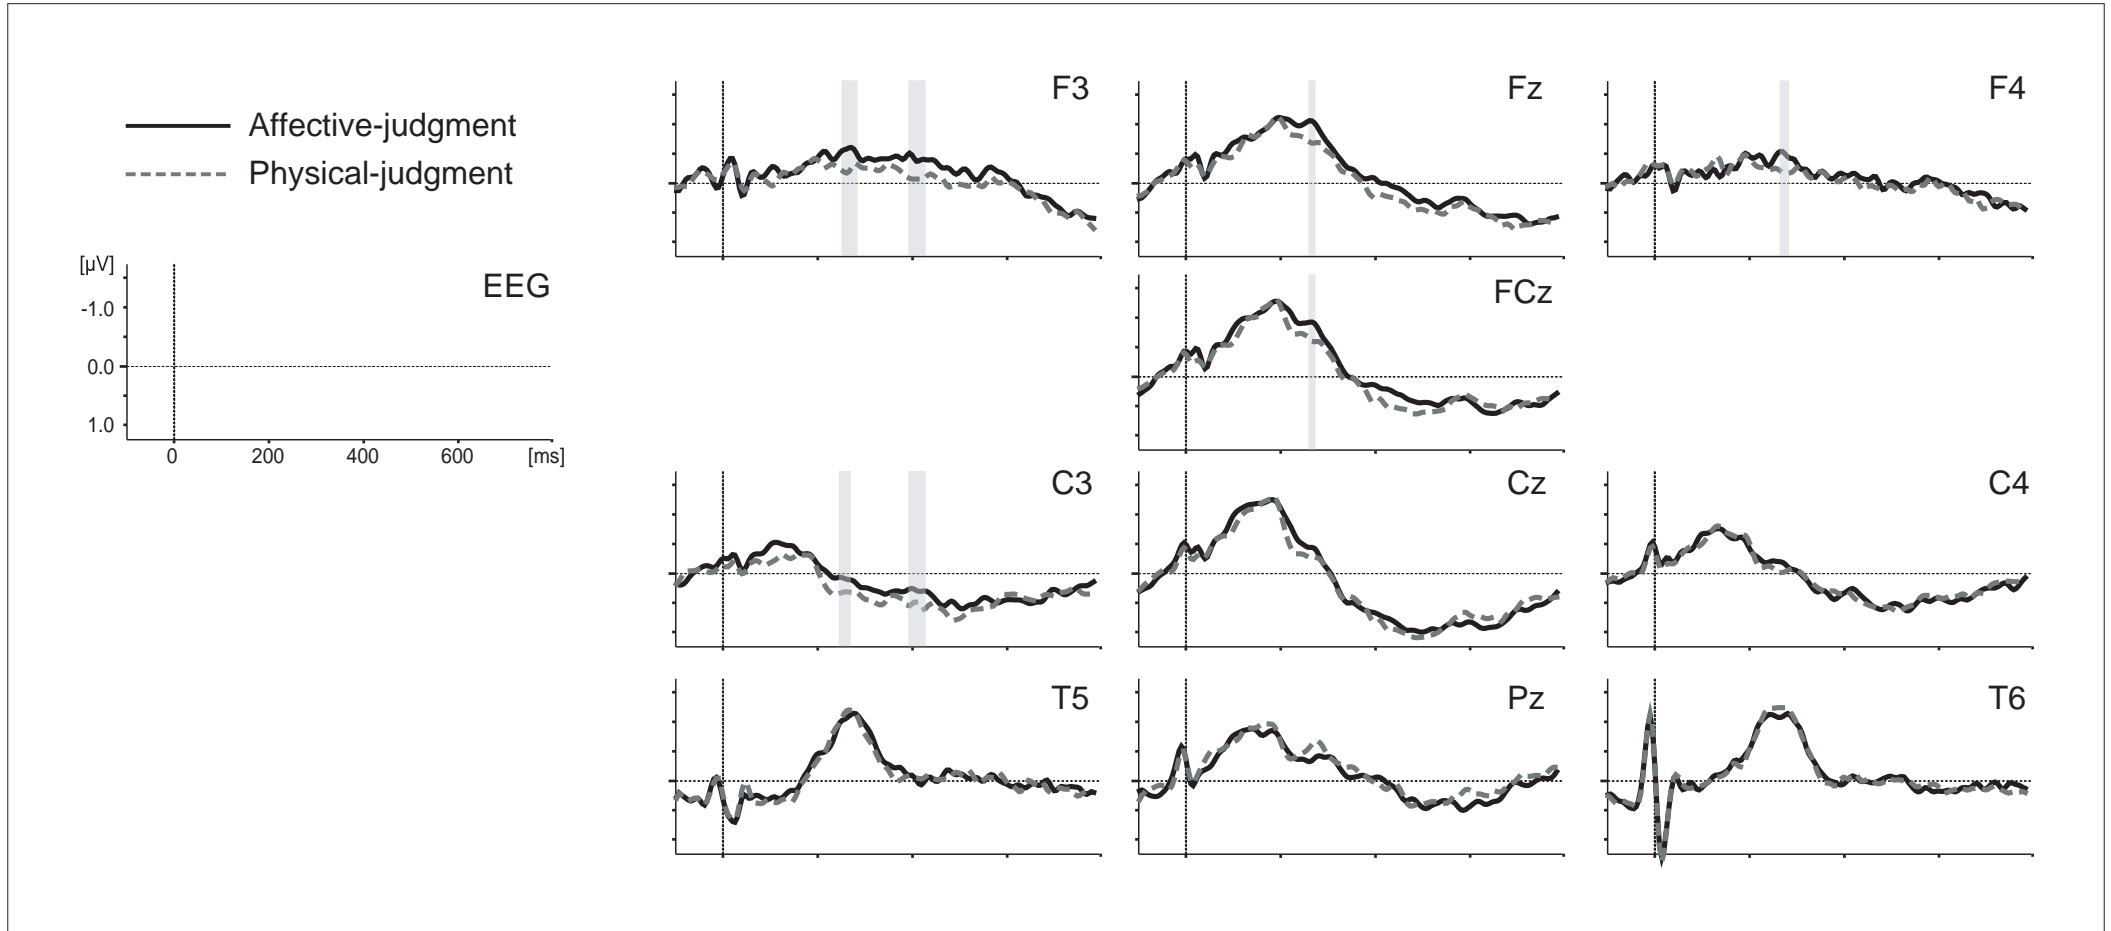 Affective-judgment
Physical-judgment
[μV]
EEG
-1.0
0.0
1.0
0 200 400 600 [ms]
F3 Fz F4
FCz
C3 Cz C4
T5 Pz T6